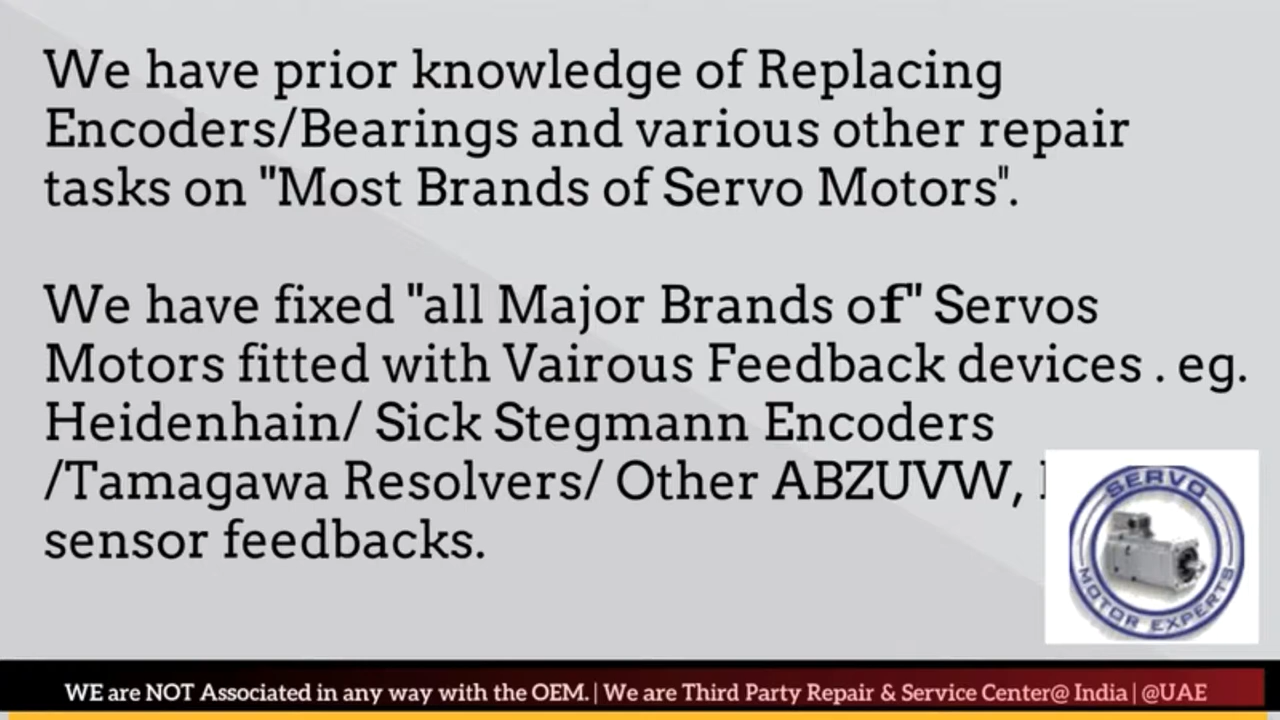 We have prior knowledge of Replacing
Encoders/Bearings and various other repair
tasks on "Most Brands of Servo Motors".
We have fixed "all Major Brands of" Servos
Motors fitted with Vairous Feedback devices . eg.
Heidenhain/ Sick Stegmann Encoders
/Tamagawa Resolvers/ Other ABZUVW,
sensor feedbacks.
SERVO
MOTOR EXPERTS
WE are NOT Associated in any way with the OEM. | We are Third Party Repair & Service Center@ India | @UAE